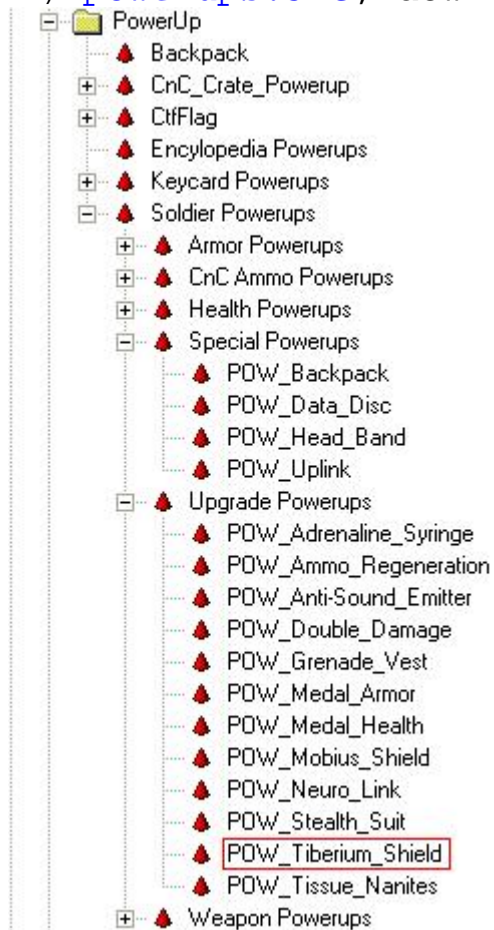 PowerUp
Backpack
CnC_Crate_Powerup
CtfFlag
Encylopedia Powerups
Keycard Powerups
Soldier Powerups
Armor Powerups
CnC Ammo Powerups
Health Powerups
Special Powerups
POW_Backpack
POW_Data_Disc
POW_Head_Band
POW_Uplink
Upgrade Powerups
POW_Adrenaline_Syringe
POW_Ammo_Regeneration
POW_Anti-Sound_Emitter
POW_Double_Damage
POW_Grenade_Vest
POW_Medal_Armor
POW_Medal_Health
POW_Mobius_Shield
POW_Neuro_Link
POW_Stealth_Suit
POW_Tiberium_Shield
POW_Tissue_Nanites
Weapon Powerups